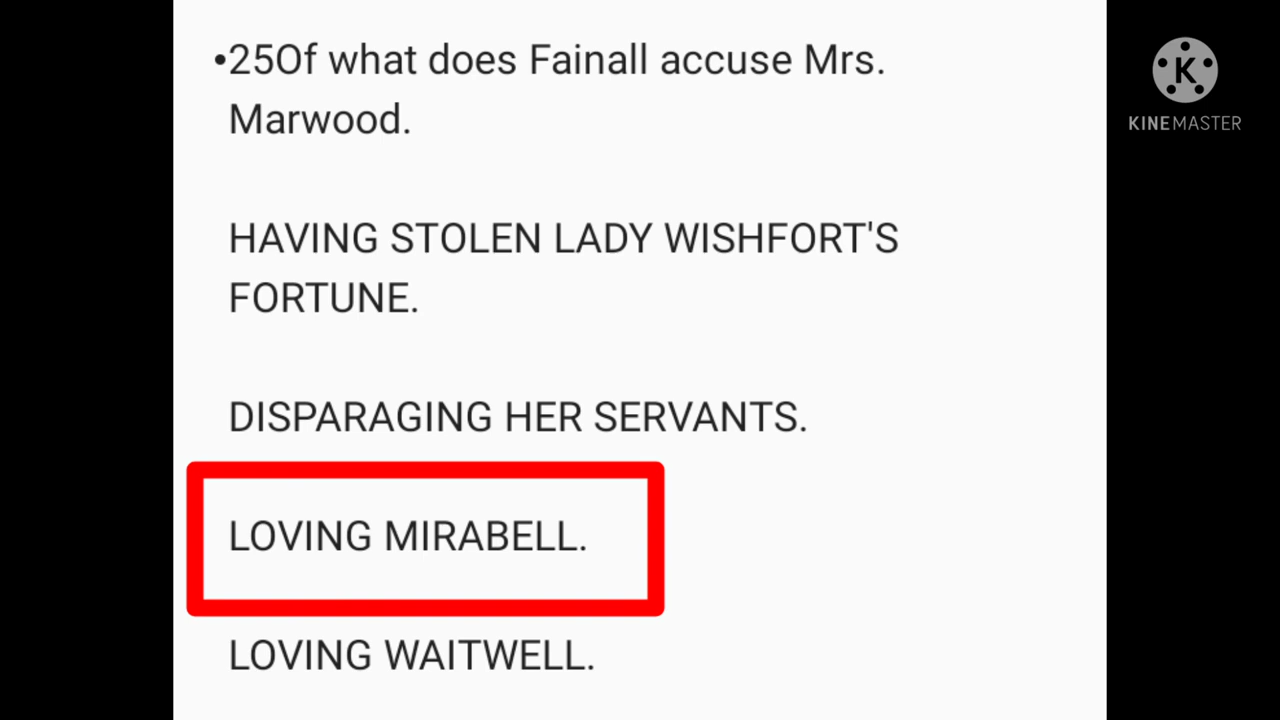 •25Of what does Fainall accuse Mrs.
Marwood.
HAVING STOLEN LADY WISHFORT'S
FORTUNE.
DISPARAGING HER SERVANTS.
LOVING MIRABELL.
LOVING WAITWELL.
K
KINEMASTER